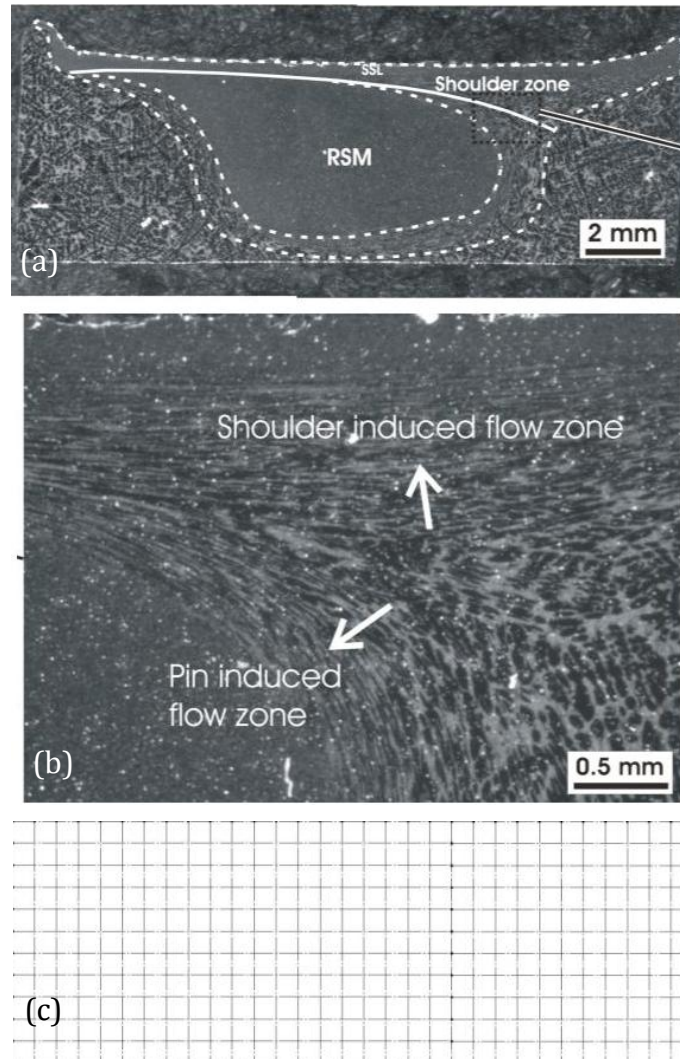 SSL
Shoulder zone
RSM
2 mm
(a)
Shoulder induced flow zone
Pin induced
flow zone
(b)
0.5 mm
(c)